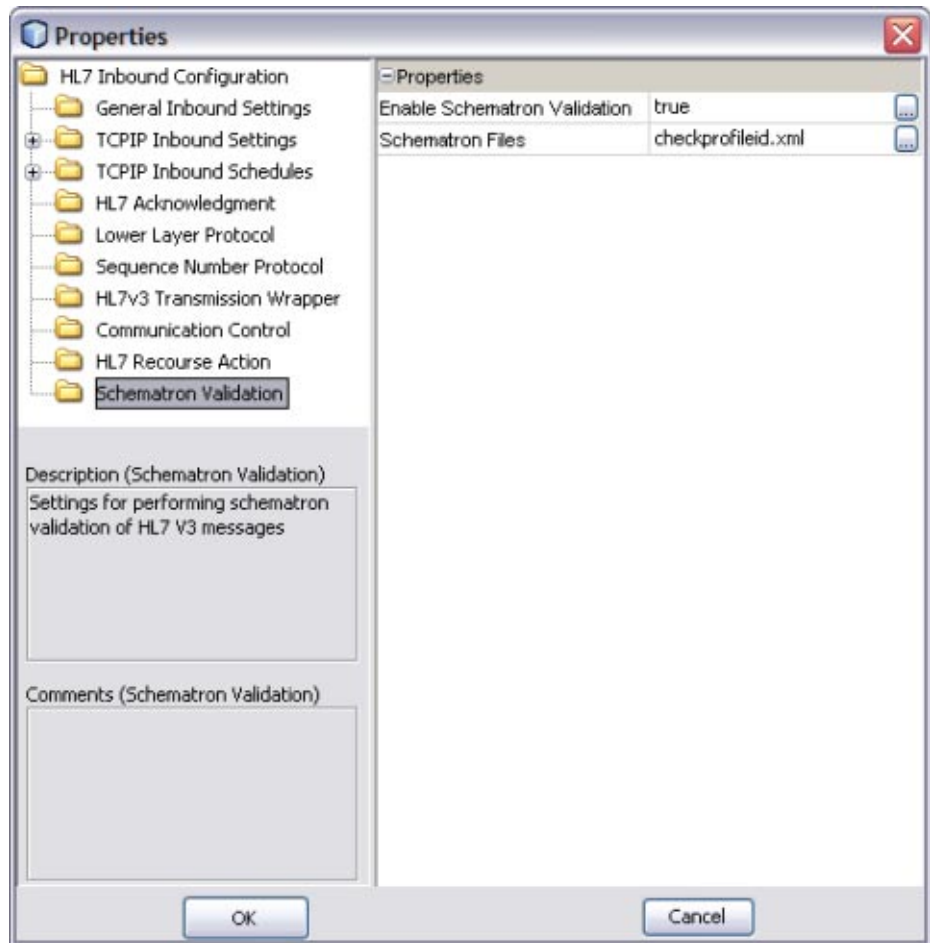 Properties
HL7 Inbound Configuration
General Inbound Settings
TCPIP Inbound Settings
TCPIP Inbound Schedules
HL7 Acknowledgment
Lower Layer Protocol
Sequence Number Protocol
HL7v3 Transmission Wrapper
Communication Control
HL7 Recourse Action
Schematron Validation
Description (Schematron Validation)
Settings for performing schematron
validation of HL7 V3 messages
Comments (Schematron Validation)
Properties
Enable Schematron Validation true ...
Schematron Files checkprofileid.xml ...
OK Cancel